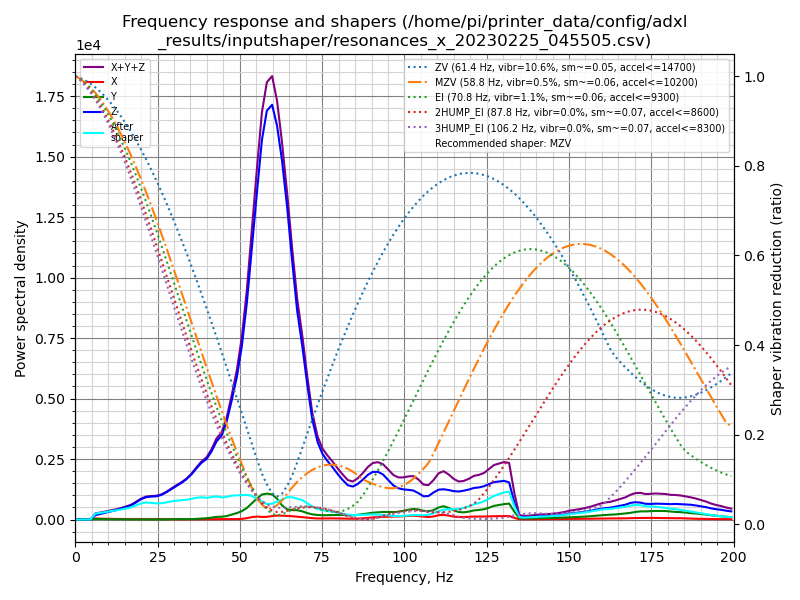 Frequency response and shapers (/home/pi/printer_data/config/adxl
_results/inputshaper/resonances_x_20230225_045505.csv)
1e4
X+Y+Z
X
Y
Z
After
shaper
ZV (61.4 Hz, vibr=10.6%, sm~=0.05, accel<=14700)
MZV (58.8 Hz, vibr=0.5%, sm~=0.06, accel<=10200)
EI (70.8 Hz, vibr=1.1%, sm~=0.06, accel<=9300)
2HUMP_EI (87.8 Hz, vibr=0.0%, sm~=0.07, accel<=8600)
3HUMP_EI (106.2 Hz, vibr=0.0%, sm~=0.07, accel<=8300)
Recommended shaper: MZV
Power spectral density
1.75
1.50
1.25
1.00
0.75
0.50
0.25
0.00
1.0
0.8
0.6
0.4
0.2
0.0
Shaper vibration reduction (ratio)
0 25 50 75 100 125 150 175 200
Frequency, Hz